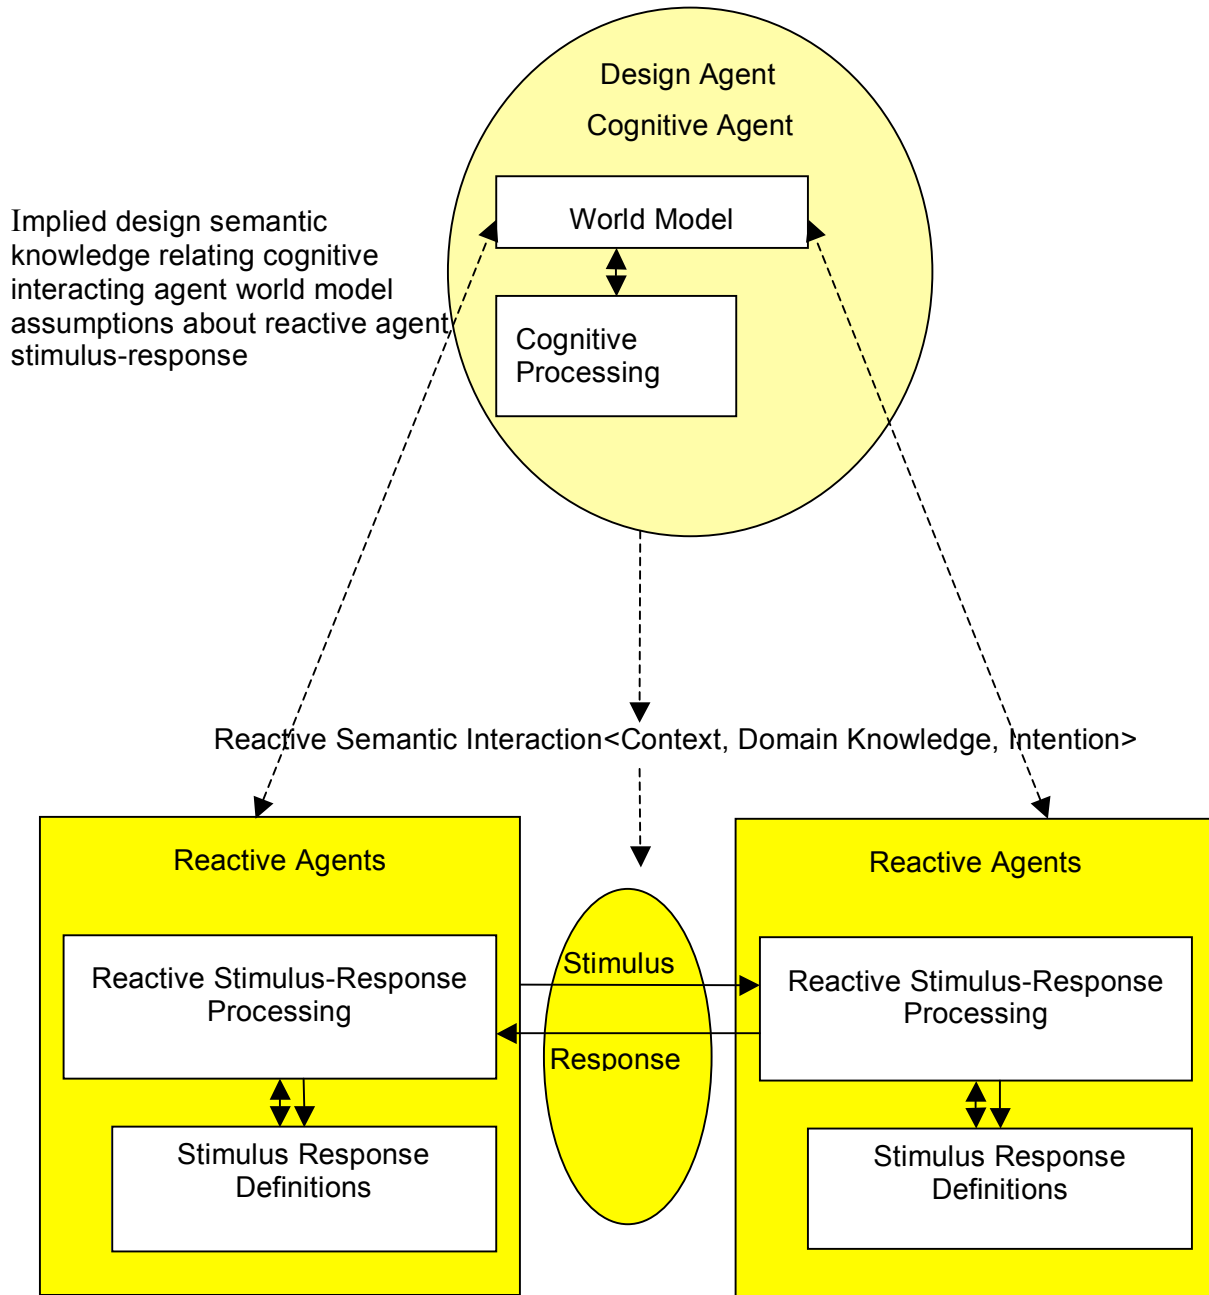 Design Agent
Cognitive Agent
World Model
Implied design semantic
knowledge relating cognitive
interacting agent world model
assumptions about reactive agent
stimulus-response
Cognitive
Processing
Reactive Semantic Interaction<Context, Domain Knowledge, Intention>
Reactive Agents
Reactive Stimulus-Response
Processing
Stimulus Response
Definitions
Stimulus
Response
Reactive Agents
Reactive Stimulus-Response
Processing
Stimulus Response
Definitions